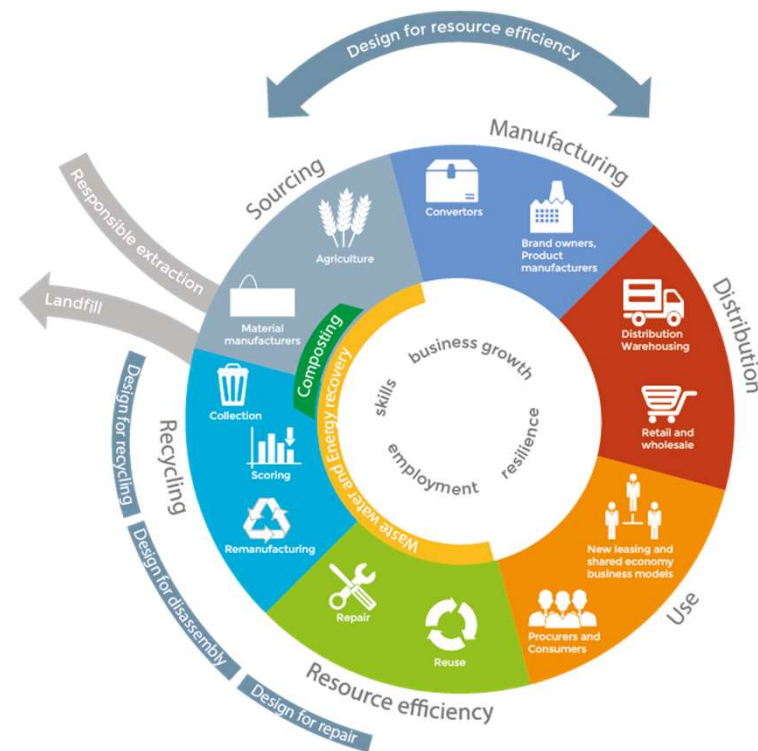 Design for resource efficiency
Manufacturing
Sourcing
Responsible extraction
Landfill
Convertors
Brand owners,
Product
manufacturers
Agriculture
Material
manufacturers
Distribution
Distribution
Warehousing
Retail and
wholesale
Composting
Waste water and Energy recovery
business growth
skills
resilience
employment
Recycling
Collection
Scoring
Remanufacturing
Design for recycling
Design for disassembly
Design for repair
Use
New leasing and
shared economy
business models
Procurers and
Consumers
Resource efficiency
Repair
Reuse